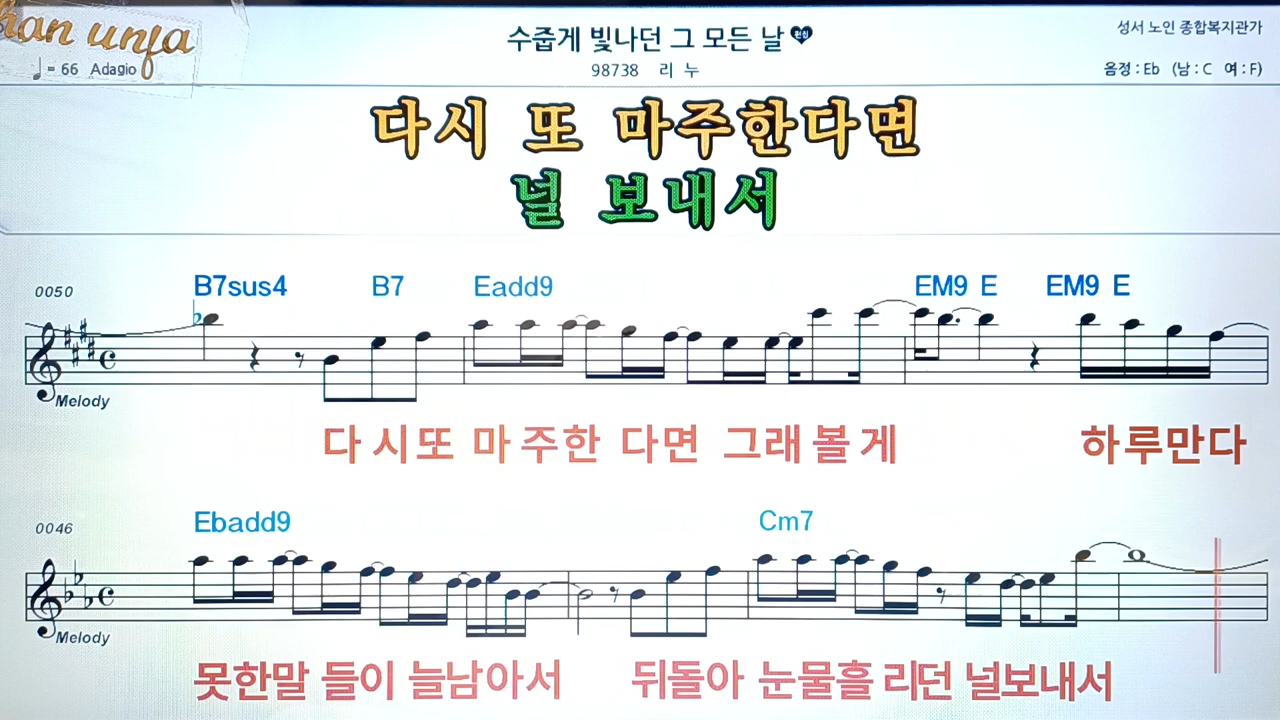 수줍게 빛나던 그 모든 날 편심
성서 노인 종합복지관가
♩= 66 Adagio
98738 리 누
음정 : Eb (남 : C 여 : F)
다시 또 마주한다면
널 보내서
0050 B7sus4 B7 Eadd9 EM9 E EM9 E
Melody
다 시또 마 주한 다면 그래 볼 게 하루만다
0046 Ebadd9 Cm7
Melody
못한말 들이 늘남아서 뒤돌아 눈물흘 리던 널보내서